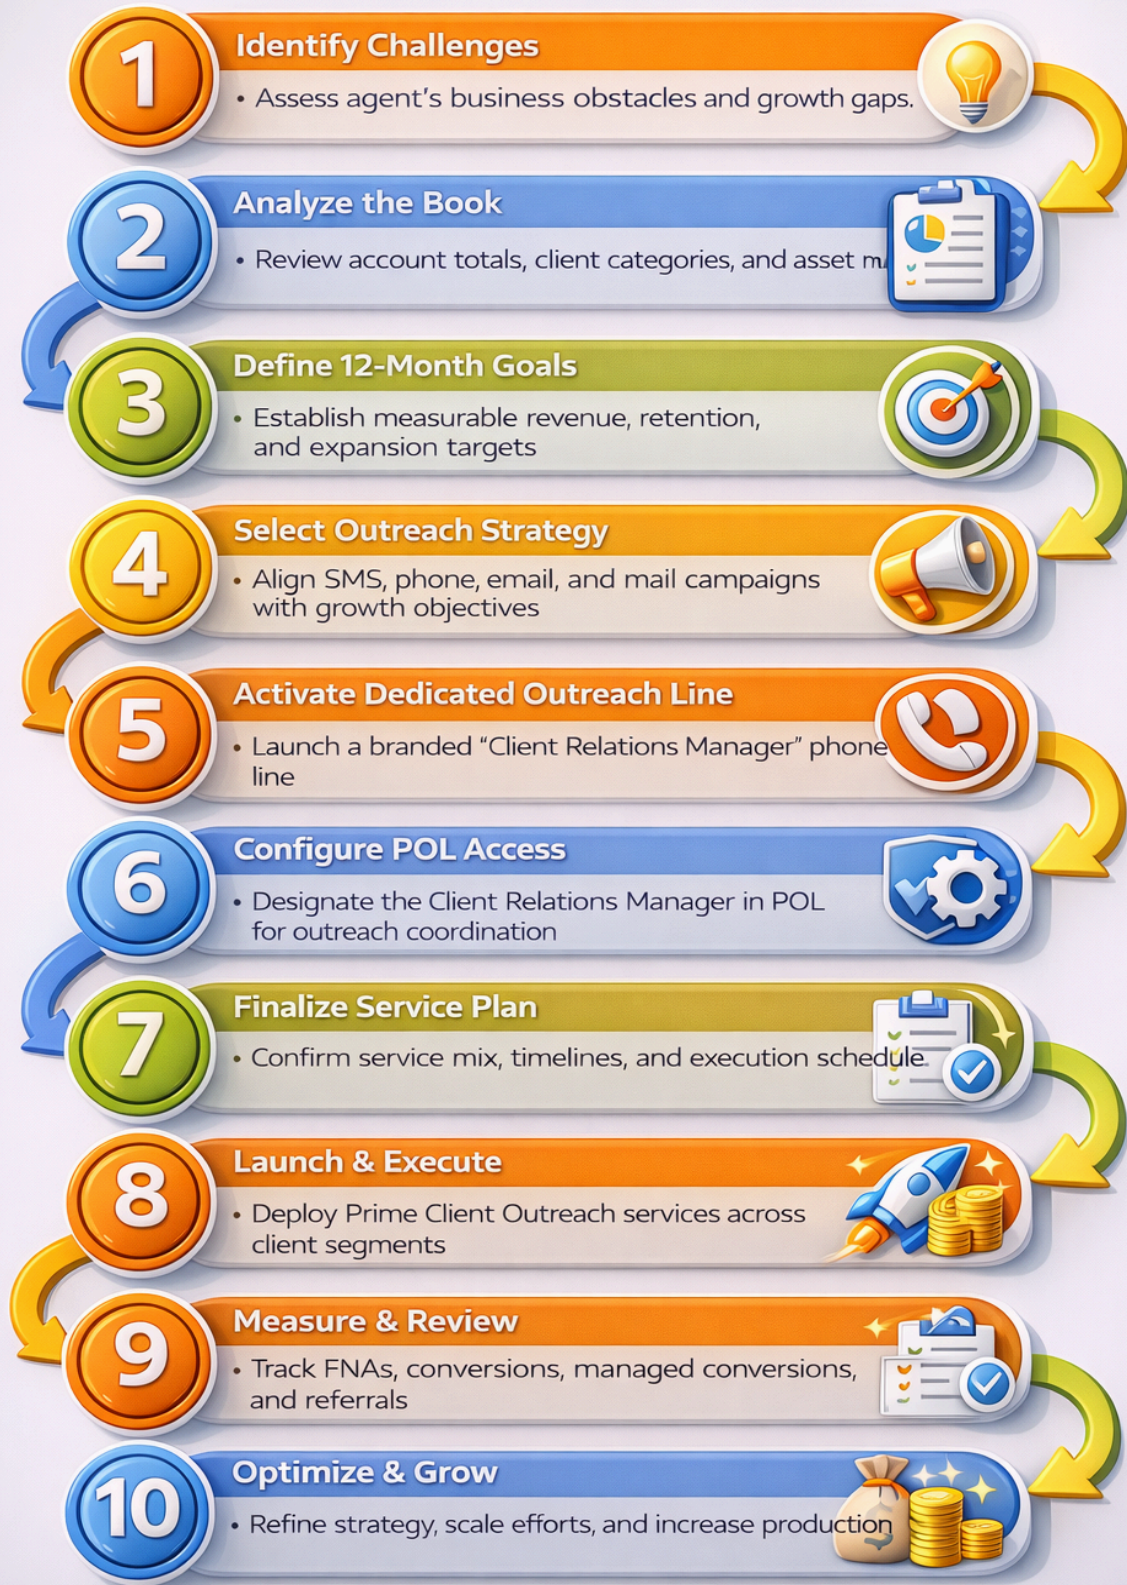 1
Identify Challenges
• Assess agent's business obstacles and growth gaps.
2
Analyze the Book
• Review account totals, client categories, and asset
3
Define 12-Month Goals
• Establish measurable revenue, retention,
and expansion targets
4
Select Outreach Strategy
• Align SMS, phone, email, and mail campaigns
with growth objectives
5
Activate Dedicated Outreach Line
• Launch a branded “Client Relations Manager” phone
line
6
Configure POL Access
• Designate the Client Relations Manager in POL
for outreach coordination
7
Finalize Service Plan
• Confirm service mix, timelines, and execution schedule
8
Launch & Execute
• Deploy Prime Client Outreach services across
client segments
9
Measure & Review
• Track FNAs, conversions, managed conversions,
and referrals
10
Optimize & Grow
• Refine strategy, scale efforts, and increase production